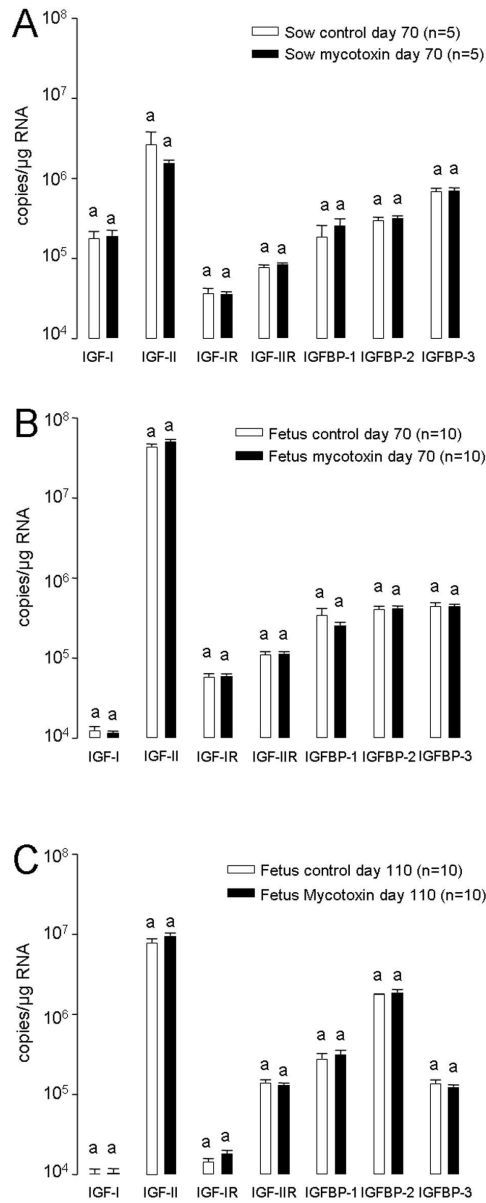 A
10⁸
Sow control day 70 (n=5)
Sow mycotoxin day 70 (n=5)
10⁷
10⁶
10⁵
10⁴
copies/µg RNA
a a
a a
a a
a a
a a
a a
a a
IGF-I IGF-II IGF-IR IGF-IIR IGFBP-1 IGFBP-2 IGFBP-3
B
10⁸
Fetus control day 70 (n=10)
Fetus mycotoxin day 70 (n=10)
10⁷
10⁶
10⁵
10⁴
copies/µg RNA
a a
a a
a a
a a
a a
a a
a a
IGF-I IGF-II IGF-IR IGF-IIR IGFBP-1 IGFBP-2 IGFBP-3
C
10⁸
Fetus control day 110 (n=10)
Fetus Mycotoxin day 110 (n=10)
10⁷
10⁶
10⁵
10⁴
copies/µg RNA
a a
a a
a a
a a
a a
a a
a a
IGF-I IGF-II IGF-IR IGF-IIR IGFBP-1 IGFBP-2 IGFBP-3